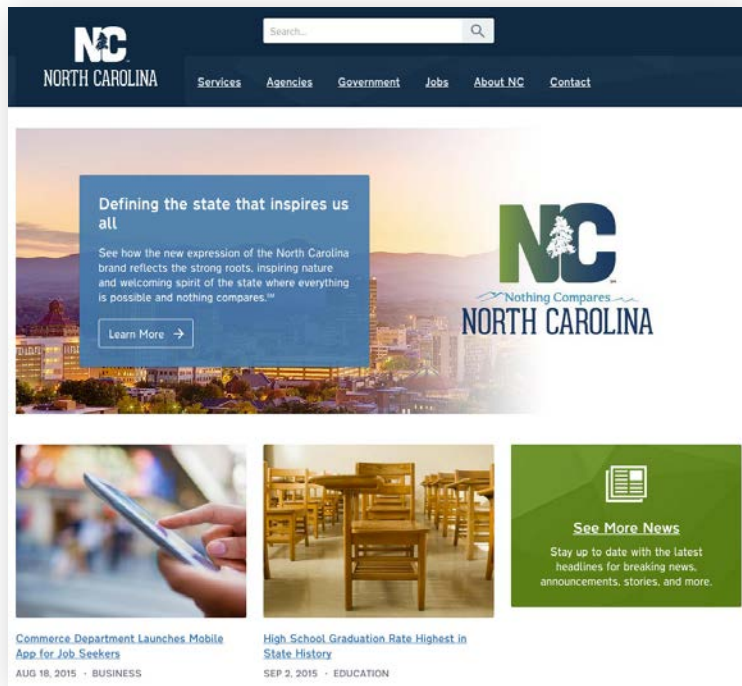 Search...
NC
NORTH CAROLINA
Services Agencies Government Jobs About NC Contact
Defining the state that inspires us
all
See how the new expression of the North Carolina
brand reflects the strong roots, inspiring nature
and welcoming spirit of the state where everything
is possible and nothing compares.℠
Learn More →
NC
Nothing Compares
NORTH CAROLINA
See More News
Stay up to date with the latest
headlines for breaking news,
announcements, stories, and more.
Commerce Department Launches Mobile
App for Job Seekers
AUG 18, 2015 · BUSINESS
High School Graduation Rate Highest in
State History
SEP 2, 2015 · EDUCATION